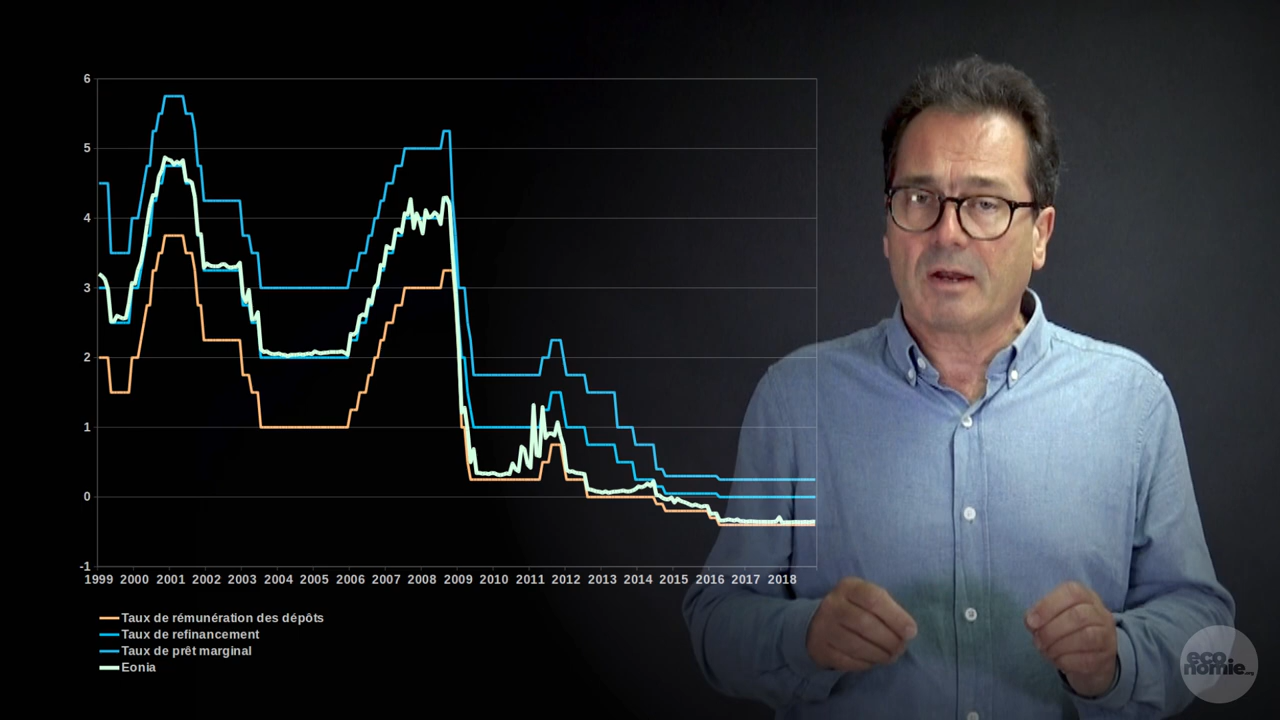 6
5
4
3
2
1
0
-1
1999 2000 2001 2002 2003 2004 2005 2006 2007 2008 2009 2010 2011 2012 2013 2014 2015 2016 2017 2018
Taux de rémunération des dépôts
Taux de refinancement
Taux de prêt marginal
Eonia
eco
nomie.org